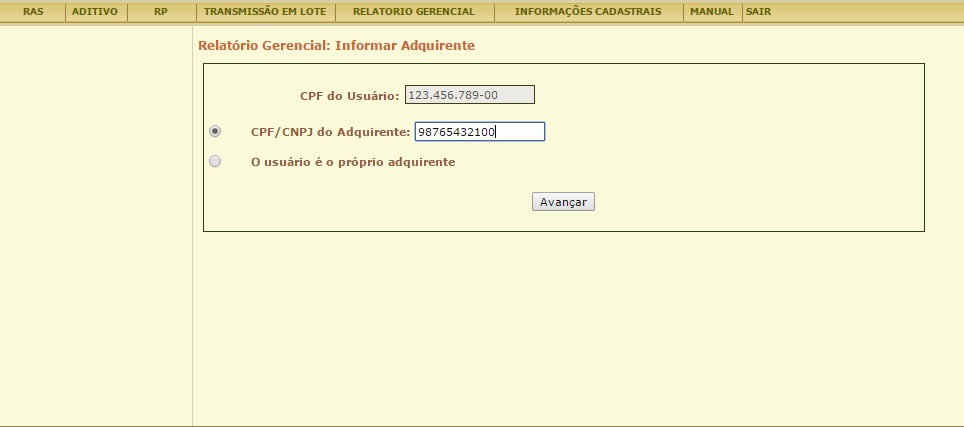 RAS ADITIVO RP TRANSMISSÃO EM LOTE RELATORIO GERENCIAL INFORMAÇÕES CADASTRAIS MANUAL SAIR
Relatório Gerencial: Informar Adquirente
CPF do Usuário: 123.456.789-00
CPF/CNPJ do Adquirente: 98765432100
O usuário é o próprio adquirente
Avançar